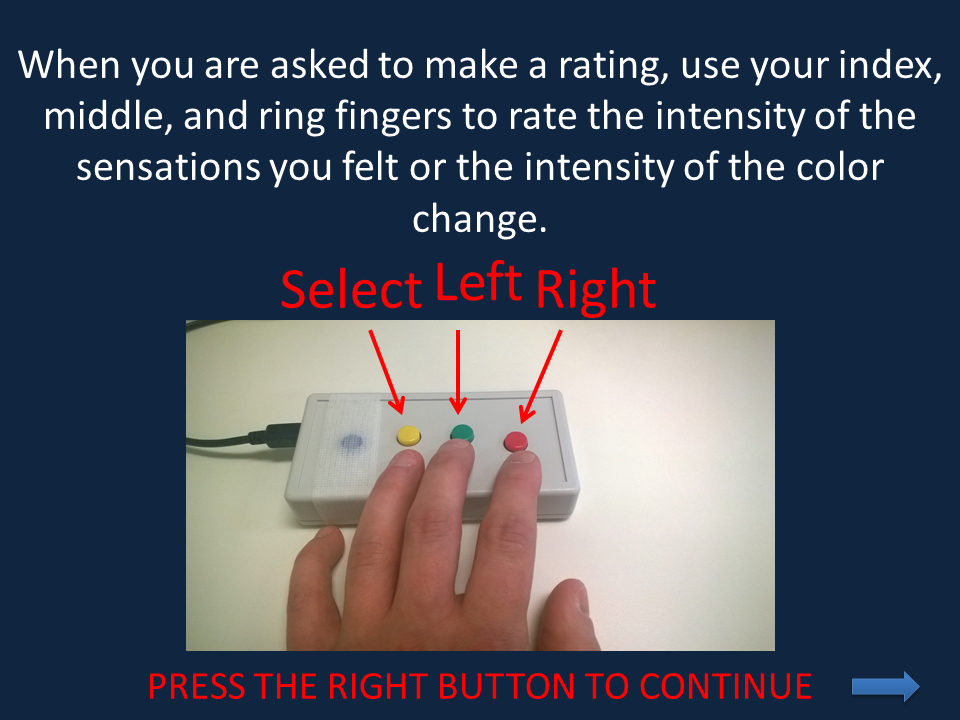 When you are asked to make a rating, use your index,
middle, and ring fingers to rate the intensity of the
sensations you felt or the intensity of the color
change.
Select Left Right
PRESS THE RIGHT BUTTON TO CONTINUE